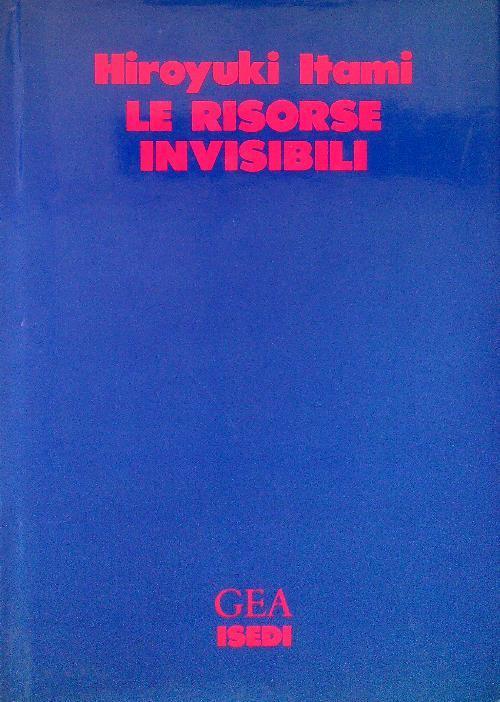 Hiroyuki Itami
LE RISORSE
INVISIBILI
GEA
ISEDI